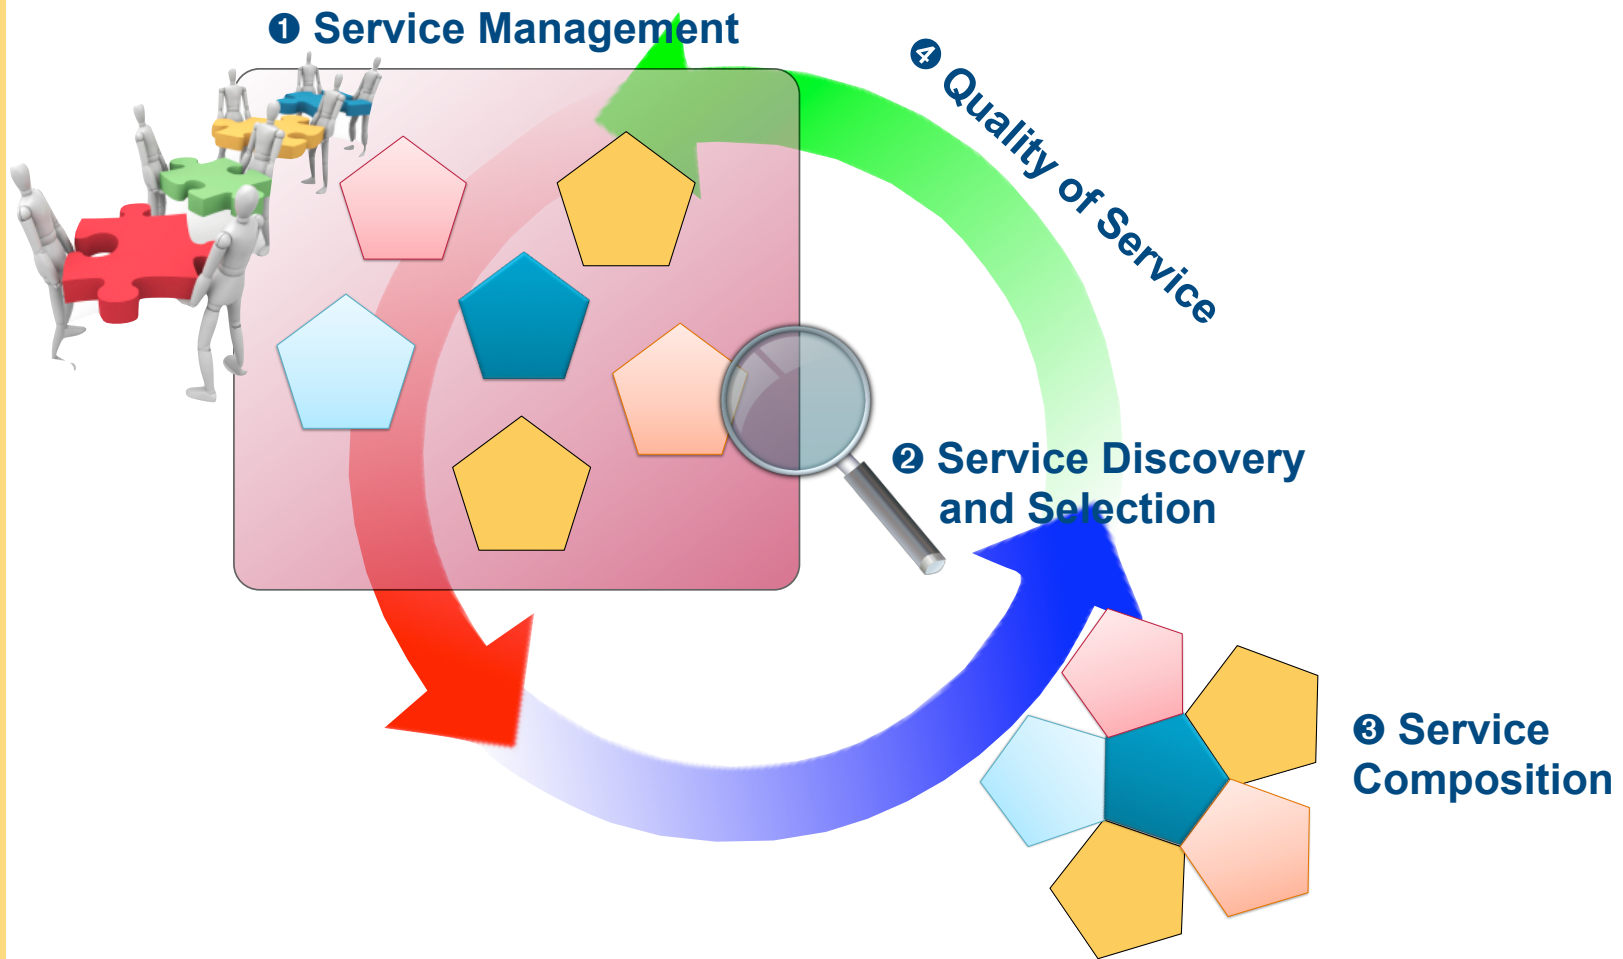 ❶ Service Management
❹ Quality of Service
❷ Service Discovery
and Selection
❸ Service
Composition